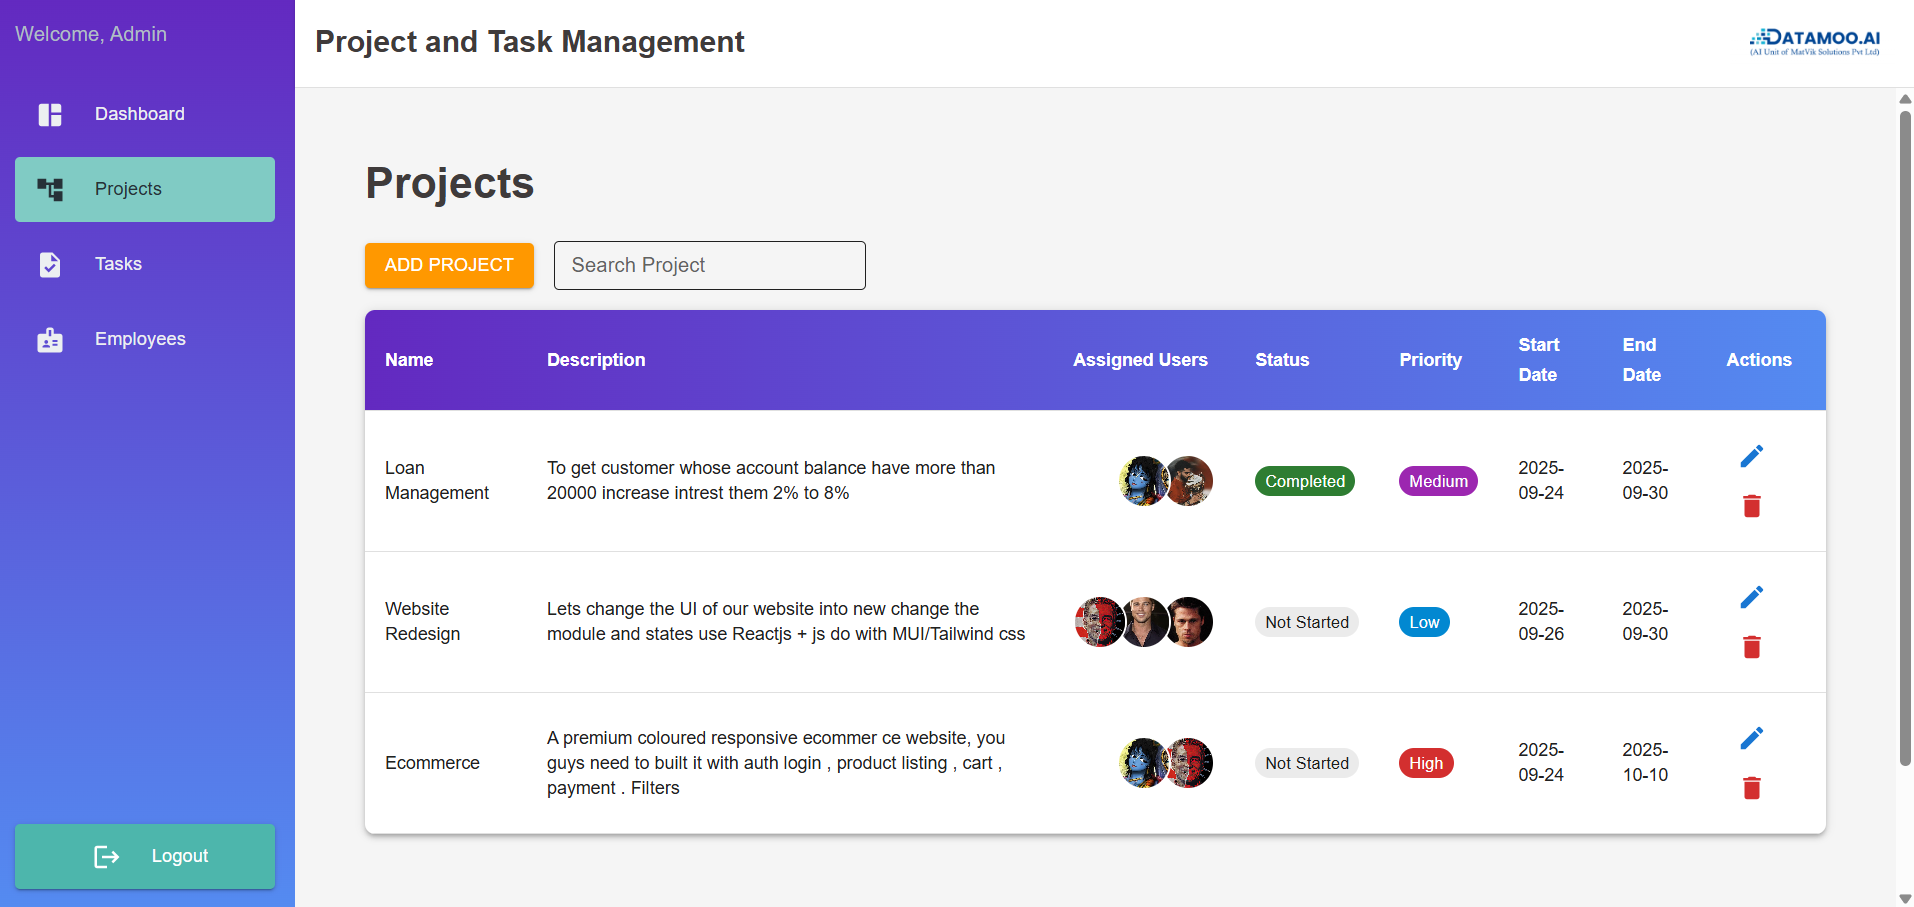 Welcome, Admin
Dashboard
Projects
Tasks
Employees
Logout
Project and Task Management
DATAMOO.AI
(AI Unit of MatVik Solutions Pvt Ltd)
Projects
ADD PROJECT
Search Project
Name Description Assigned Users Status Priority Start Date End Date Actions
Loan Management
To get customer whose account balance have more than
20000 increase intrest them 2% to 8%
Completed
Medium
2025-09-24
2025-09-30
Website Redesign
Lets change the UI of our website into new change the
module and states use Reactjs + js do with MUI/Tailwind css
Not Started
Low
2025-09-26
2025-09-30
Ecommerce
A premium coloured responsive ecommer ce website, you
guys need to built it with auth login , product listing , cart ,
payment . Filters
Not Started
High
2025-09-24
2025-10-10